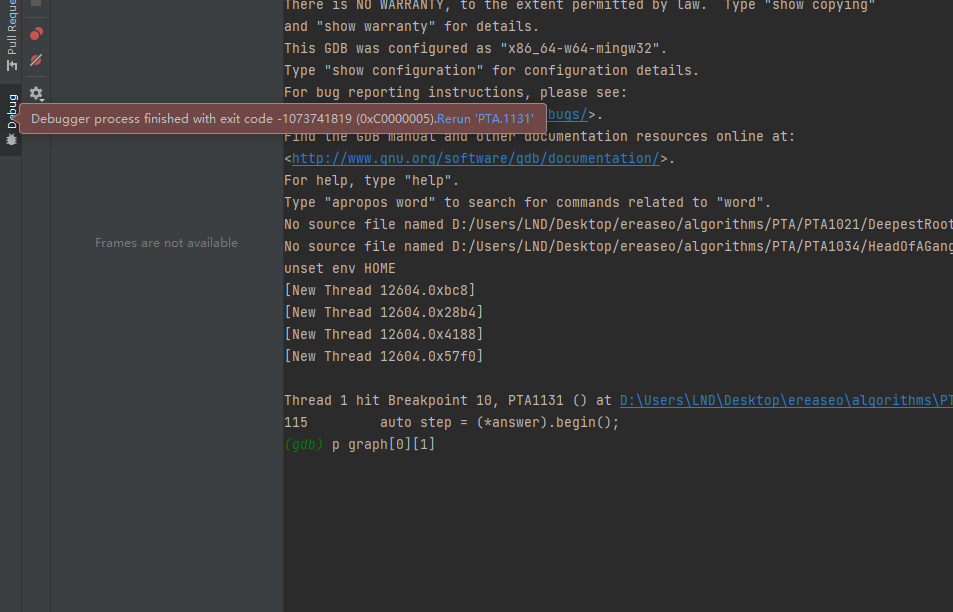 There is NO WARRANTY, to the extent permitted by law.  Type "show copying"
and "show warranty" for details.
This GDB was configured as "x86_64-w64-mingw32".
Type "show configuration" for configuration details.
For bug reporting instructions, please see:
bugs/>.
Find the GDB manual and other documentation resources online at:
<http://www.gnu.org/software/gdb/documentation/>.
For help, type "help".
Type "apropos word" to search for commands related to "word".
No source file named D:/Users/LND/Desktop/ereaseo/algorithms/PTA/PTA1021/DeepestRoot
No source file named D:/Users/LND/Desktop/ereaseo/algorithms/PTA/PTA1034/HeadOfAGang
unset env HOME
[New Thread 12604.0xbc8]
[New Thread 12604.0x28b4]
[New Thread 12604.0x4188]
[New Thread 12604.0x57f0]
Thread 1 hit Breakpoint 10, PTA1131 () at D:\Users\LND\Desktop\ereaseo\algorithms\PT
115         auto step = (*answer).begin();
(gdb) p graph[0][1]
Pull Reque
Debug
Debugger process finished with exit code -1073741819 (0xC0000005).Rerun 'PTA.1131'
Frames are not available